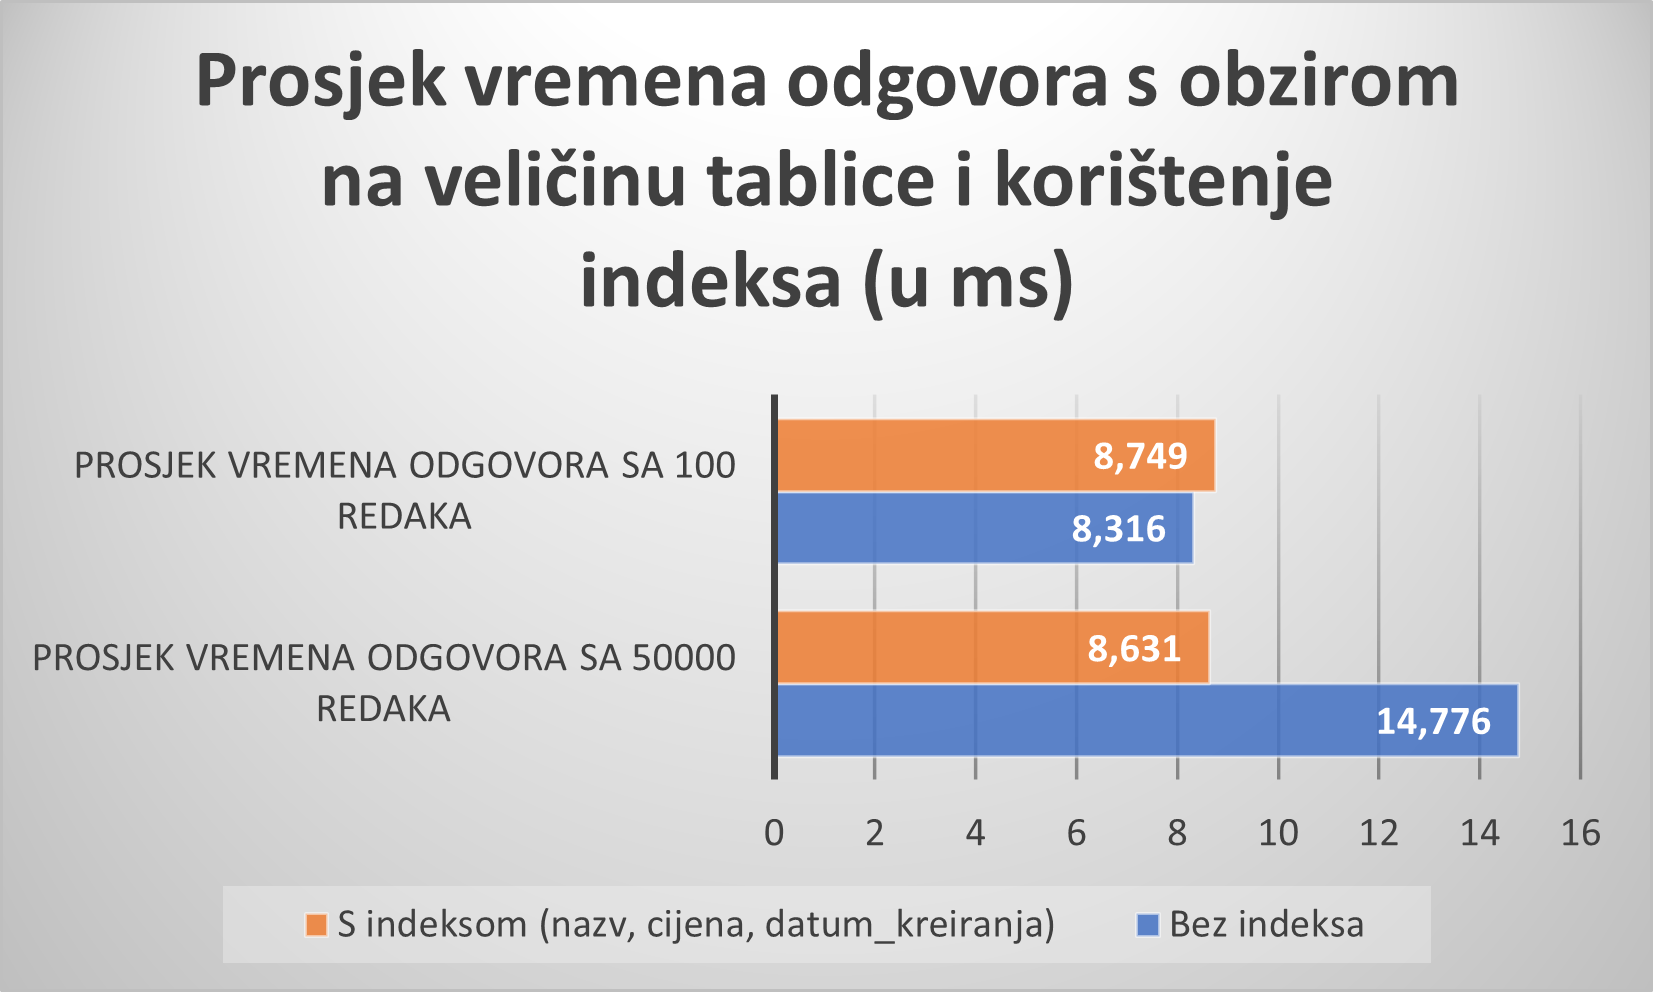 Prosjek vremena odgovora s obzirom
na veličinu tablice i korištenje
indeksa (u ms)
PROSJEK VREMENA ODGOVORA SA 100
REDAKA
8,749
8,316
PROSJEK VREMENA ODGOVORA SA 50000
REDAKA
8,631
14,776
0 2 4 6 8 10 12 14 16
S indeksom (nazv, cijena, datum_kreiranja) Bez indeksa